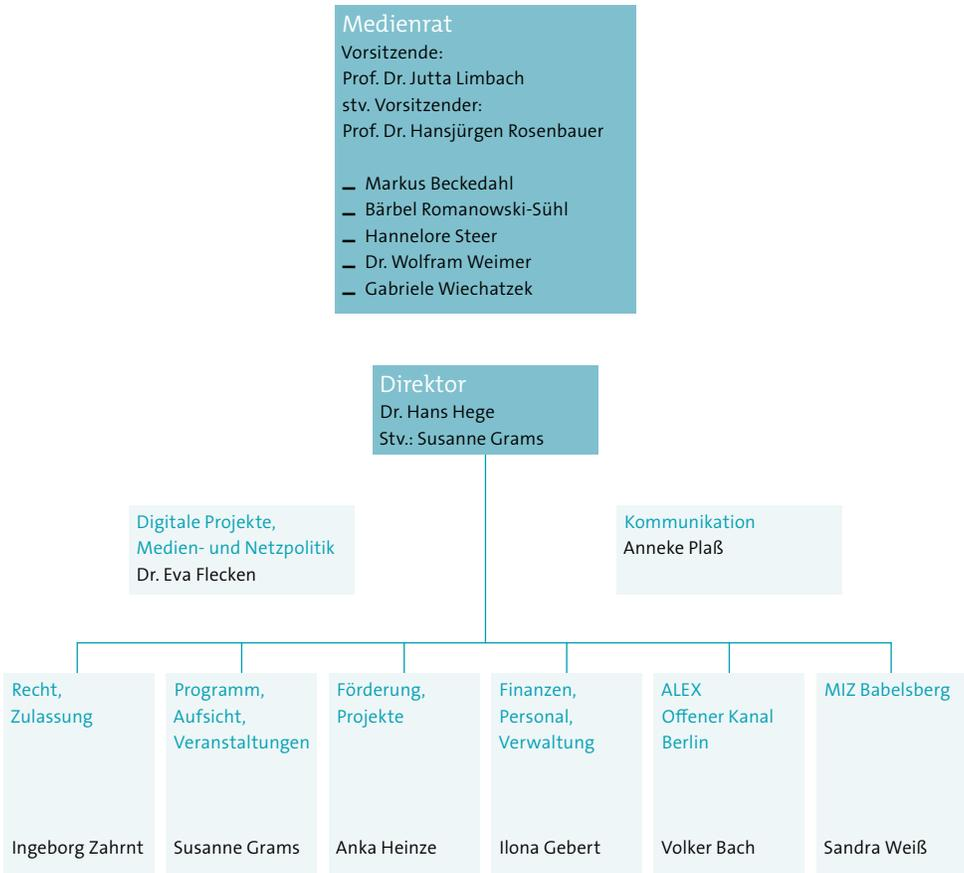 Medienrat
Vorsitzende:
Prof. Dr. Jutta Limbach
stv. Vorsitzender:
Prof. Dr. Hansjürgen Rosenbauer
– Markus Beckedahl
– Bärbel Romanowski-Sühl
– Hannelore Steer
– Dr. Wolfram Weimer
– Gabriele Wiechatzek
Direktor
Dr. Hans Hege
Stv.: Susanne Grams
Digitale Projekte,
Medien- und Netzpolitik
Dr. Eva Flecken
Kommunikation
Anneke Plaß
Recht,
Zulassung
Ingeborg Zahrnt
Programm,
Aufsicht,
Veranstaltungen
Susanne Grams
Förderung,
Projekte
Anka Heinze
Finanzen,
Personal,
Verwaltung
Ilona Gebert
ALEX
Offener Kanal
Berlin
Volker Bach
MIZ Babelsberg
Sandra Weiß